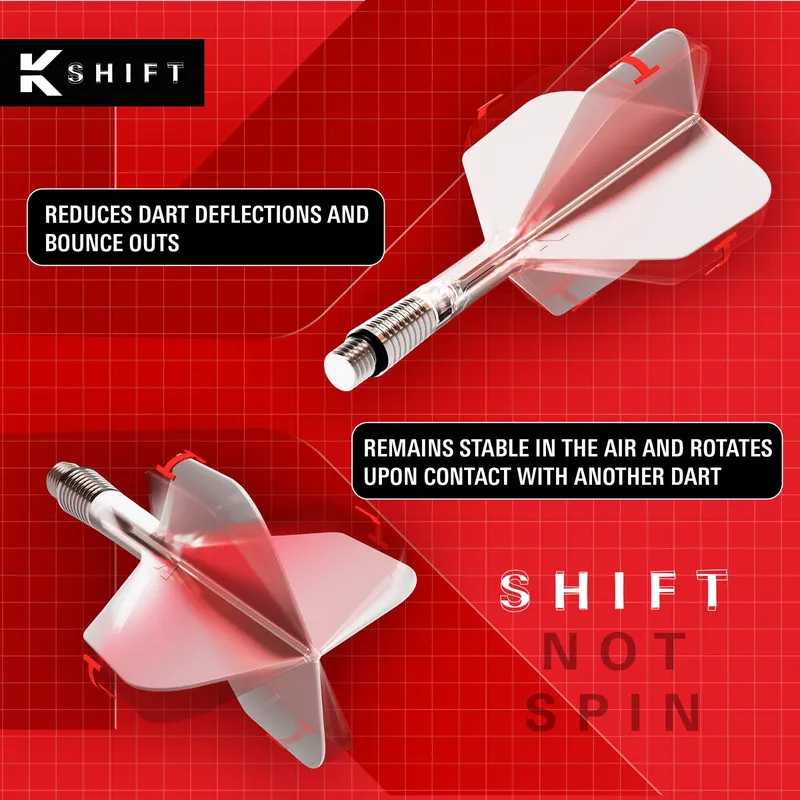 K SHIFT
REDUCES DART DEFLECTIONS AND
BOUNCE OUTS
REMAINS STABLE IN THE AIR AND ROTATES
UPON CONTACT WITH ANOTHER DART
SHIFT
NOT
SPIN